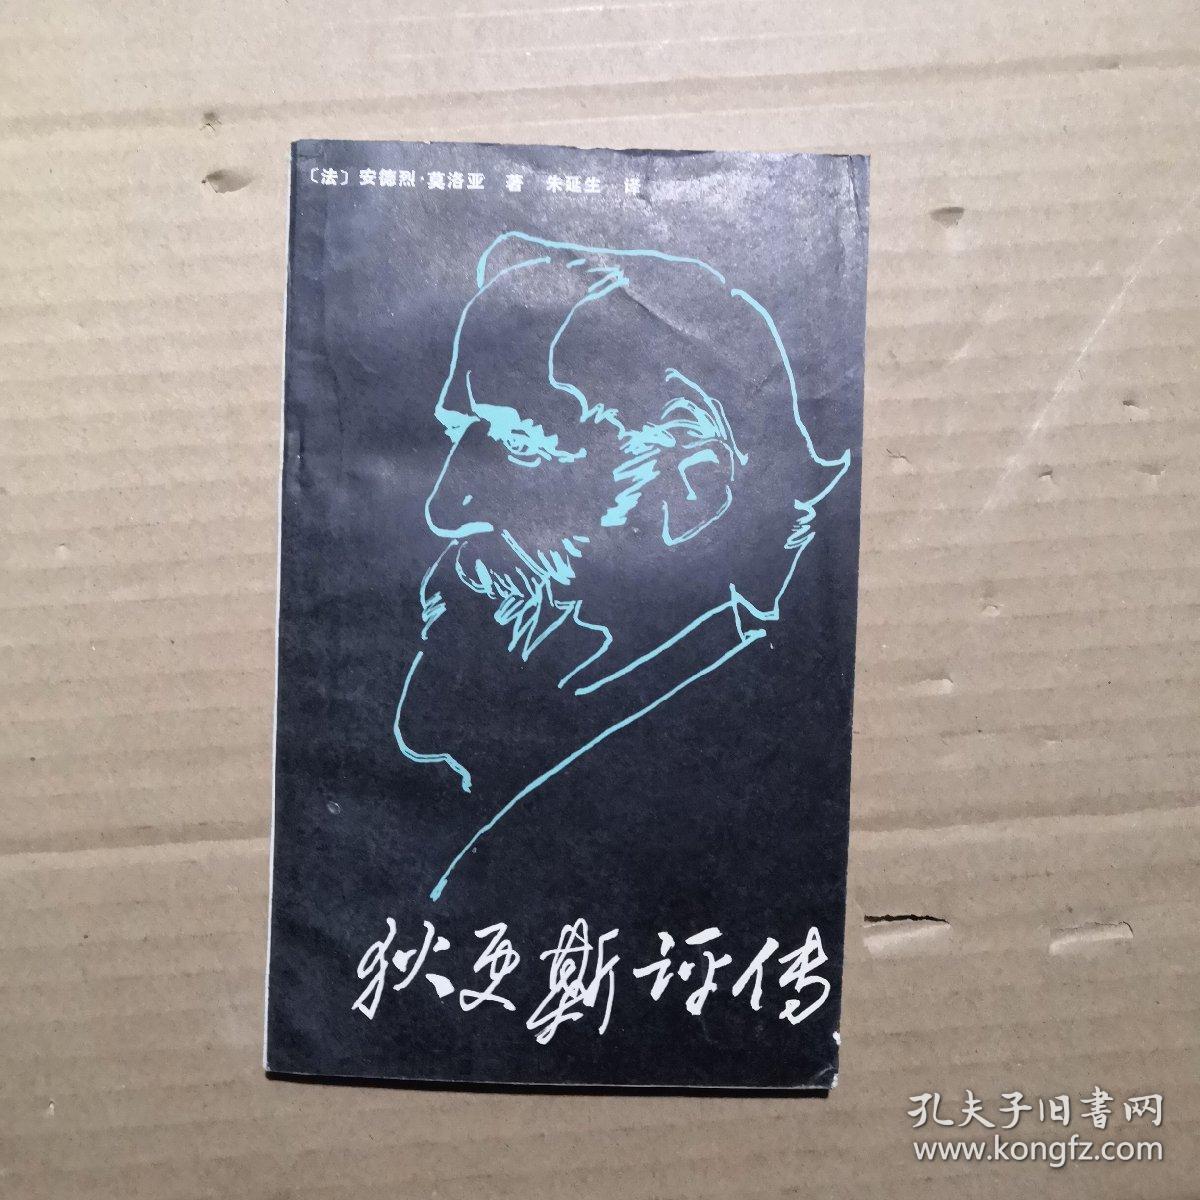 〔法〕安德烈·莫洛亚 著 朱延生 译
狄更斯评传
孔夫子旧書网
www.kongfz.com